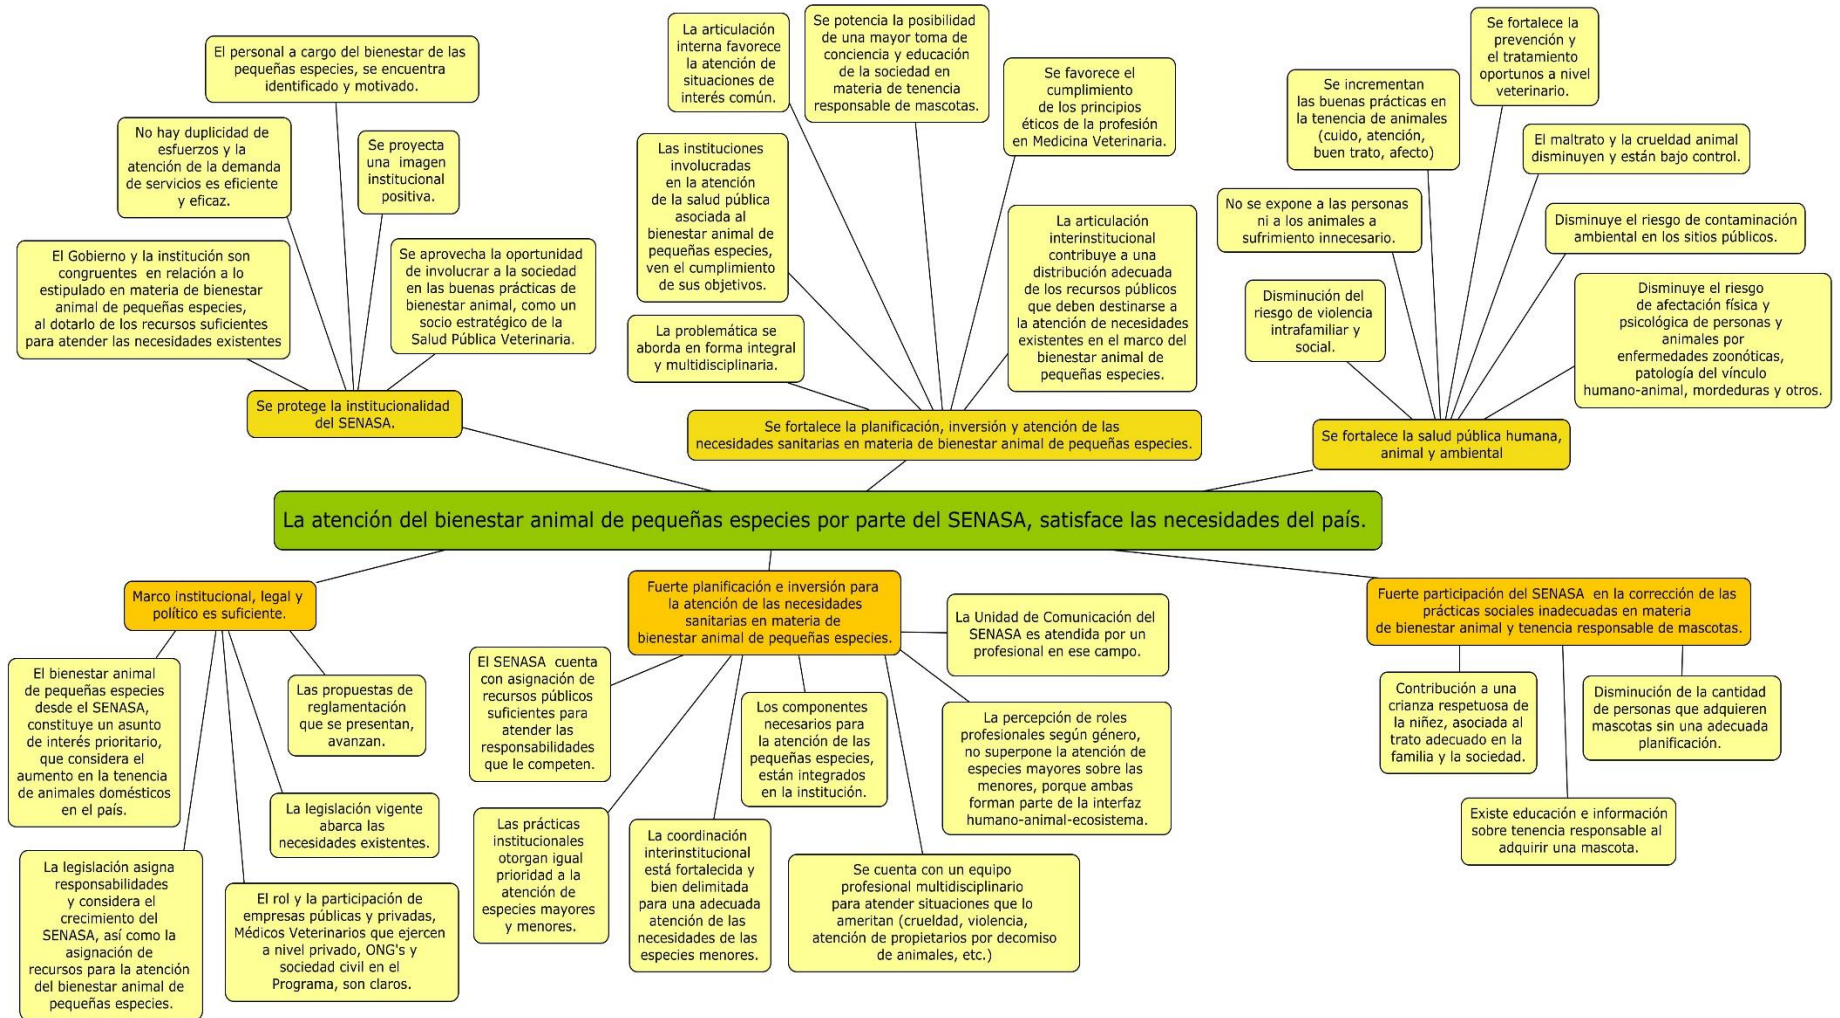 El personal a cargo del bienestar de las
pequeñas especies, se encuentra
identificado y motivado.
No hay duplicidad de
esfuerzos y la
atención de la demanda
de servicios es eficiente
y eficaz.
Se proyecta
una imagen
institucional
positiva.
El Gobierno y la institución son
congruentes en relación a lo
estipulado en materia de bienestar
animal de pequeñas especies,
al dotarlo de los recursos suficientes
para atender las necesidades existentes
Se aprovecha la oportunidad
de involucrar a la sociedad
en las buenas prácticas de
bienestar animal, como un
socio estratégico de la
Salud Pública Veterinaria.
Se protege la institucionalidad
del SENASA.
La articulación
interna favorece
la atención de
situaciones de
interés común.
Se potencia la posibilidad
de una mayor toma de
conciencia y educación
de la sociedad en
materia de tenencia
responsable de mascotas.
Se favorece el
cumplimiento
de los principios
éticos de la profesión
en Medicina Veterinaria.
Las instituciones
involucradas
en la atención
de la salud pública
asociada al
bienestar animal de
pequeñas especies,
ven el cumplimiento
de sus objetivos.
La articulación
interinstitucional
contribuye a una
distribución adecuada
de los recursos públicos
que deben destinarse a
la atención de necesidades
existentes en el marco del
bienestar animal de
pequeñas especies.
La problemática se
aborda en forma integral
y multidisciplinaria.
Se fortalece la planificación, inversión y atención de las
necesidades sanitarias en materia de bienestar animal de pequeñas especies.
Se fortalece la
prevención y
el tratamiento
oportunos a nivel
veterinario.
Se incrementan
las buenas prácticas en
la tenencia de animales
(cuido, atención,
buen trato, afecto)
El maltrato y la crueldad animal
disminuyen y están bajo control.
No se expone a las personas
ni a los animales a
sufrimiento innecesario.
Disminuye el riesgo de contaminación
ambiental en los sitios públicos.
Disminución del
riesgo de violencia
intrafamiliar y
social.
Disminuye el riesgo
de afectación física y
psicológica de personas y
animales por
enfermedades zoonóticas,
patología del vínculo
humano-animal, mordeduras y otros.
Se fortalece la salud pública humana,
animal y ambiental
La atención del bienestar animal de pequeñas especies por parte del SENASA, satisface las necesidades del país.
Marco institucional, legal y
político es suficiente.
El bienestar animal
de pequeñas especies
desde el SENASA,
constituye un asunto
de interés prioritario,
que considera el
aumento en la tenencia
de animales domésticos
en el país.
Las propuestas de
reglamentación
que se presentan,
avanzan.
La legislación vigente
abarca las
necesidades existentes.
La legislación asigna
responsabilidades
y considera el
crecimiento del
SENASA, así como la
asignación de
recursos para la atención
del bienestar animal de
pequeñas especies.
El rol y la participación de
empresas públicas y privadas,
Médicos Veterinarios que ejercen
a nivel privado, ONG's y
sociedad civil en el
Programa, son claros.
Fuerte planificación e inversión para
la atención de las necesidades
sanitarias en materia de
bienestar animal de pequeñas especies.
La Unidad de Comunicación del
SENASA es atendida por un
profesional en ese campo.
El SENASA cuenta
con asignación de
recursos públicos
suficientes para
atender las
responsabilidades
que le competen.
Los componentes
necesarios para
la atención de las
pequeñas especies,
están integrados
en la institución.
La percepción de roles
profesionales según género,
no superpone la atención de
especies mayores sobre las
menores, porque ambas
forman parte de la interfaz
humano-animal-ecosistema.
Las prácticas
institucionales
otorgan igual
prioridad a la
atención de
especies mayores
y menores.
La coordinación
interinstitucional
está fortalecida y
bien delimitada
para una adecuada
atención de las
necesidades de las
especies menores.
Se cuenta con un equipo
profesional multidisciplinario
para atender situaciones que lo
ameritan (crueldad, violencia,
atención de propietarios por decomiso
de animales, etc.)
Fuerte participación del SENASA en la corrección de las
prácticas sociales inadecuadas en materia
de bienestar animal y tenencia responsable de mascotas.
Contribución a una
crianza respetuosa de
la niñez, asociada al
trato adecuado en la
familia y la sociedad.
Disminución de la cantidad
de personas que adquieren
mascotas sin una adecuada
planificación.
Existe educación e información
sobre tenencia responsable al
adquirir una mascota.